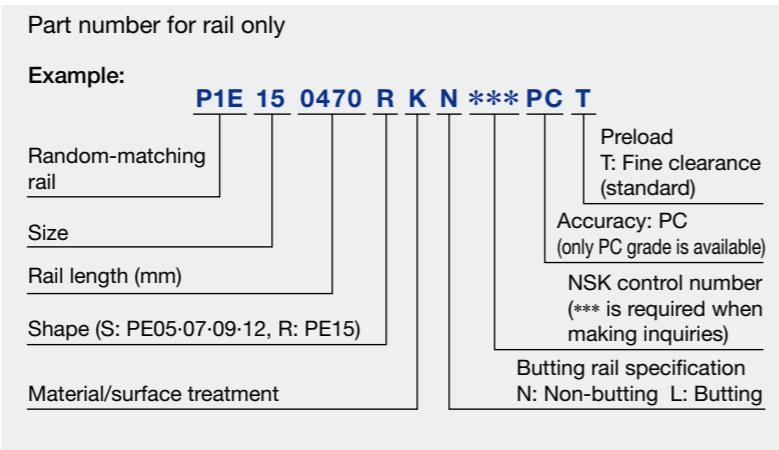 Part number for rail only
Example:
P1E 15 0470 R K N *** PC T
Random-matching
rail
Size
Rail length (mm)
Shape (S: PE05·07·09·12, R: PE15)
Material/surface treatment
Preload
T: Fine clearance
(standard)
Accuracy: PC
(only PC grade is available)
NSK control number
(*** is required when
making inquiries)
Butting rail specification
N: Non-butting  L: Butting